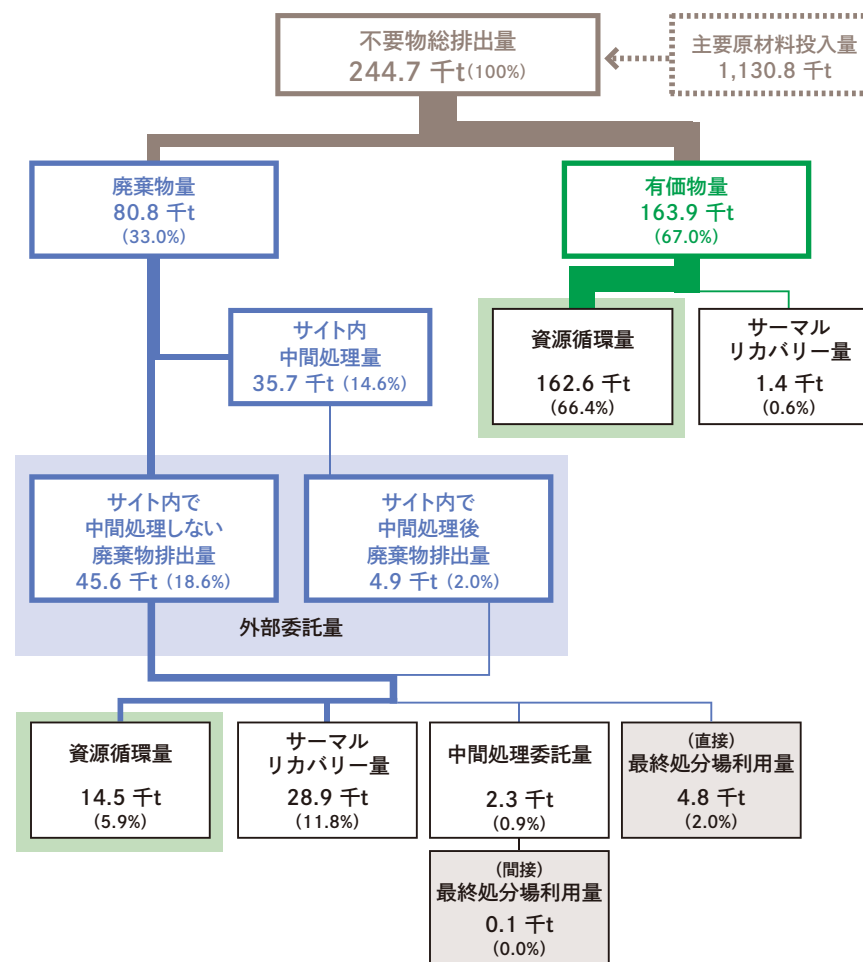 不要物総排出量
244.7 千t(100%)
主要原材料投入量
1,130.8 千t
廃棄物量
80.8 千t
(33.0%)
有価物量
163.9 千t
(67.0%)
サイト内
中間処理量
35.7 千t (14.6%)
資源循環量
162.6 千t
(66.4%)
サーマル
リカバリー量
1.4 千t
(0.6%)
サイト内で
中間処理しない
廃棄物排出量
45.6 千t (18.6%)
サイト内で
中間処理後
廃棄物排出量
4.9 千t (2.0%)
外部委託量
資源循環量
14.5 千t
(5.9%)
サーマル
リカバリー量
28.9 千t
(11.8%)
中間処理委託量
2.3 千t
(0.9%)
(直接)
最終処分場利用量
4.8 千t
(2.0%)
(間接)
最終処分場利用量
0.1 千t
(0.0%)